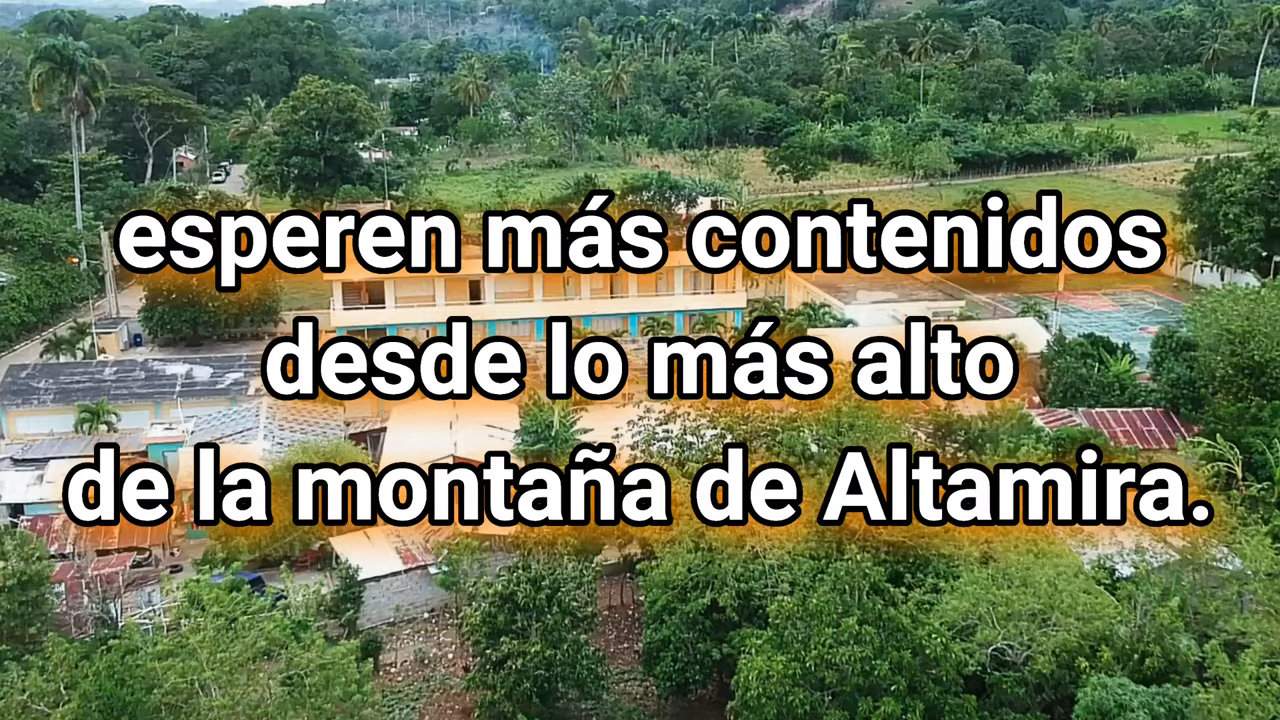 esperen más contenidos
desde lo más alto
de la montaña de Altamira.